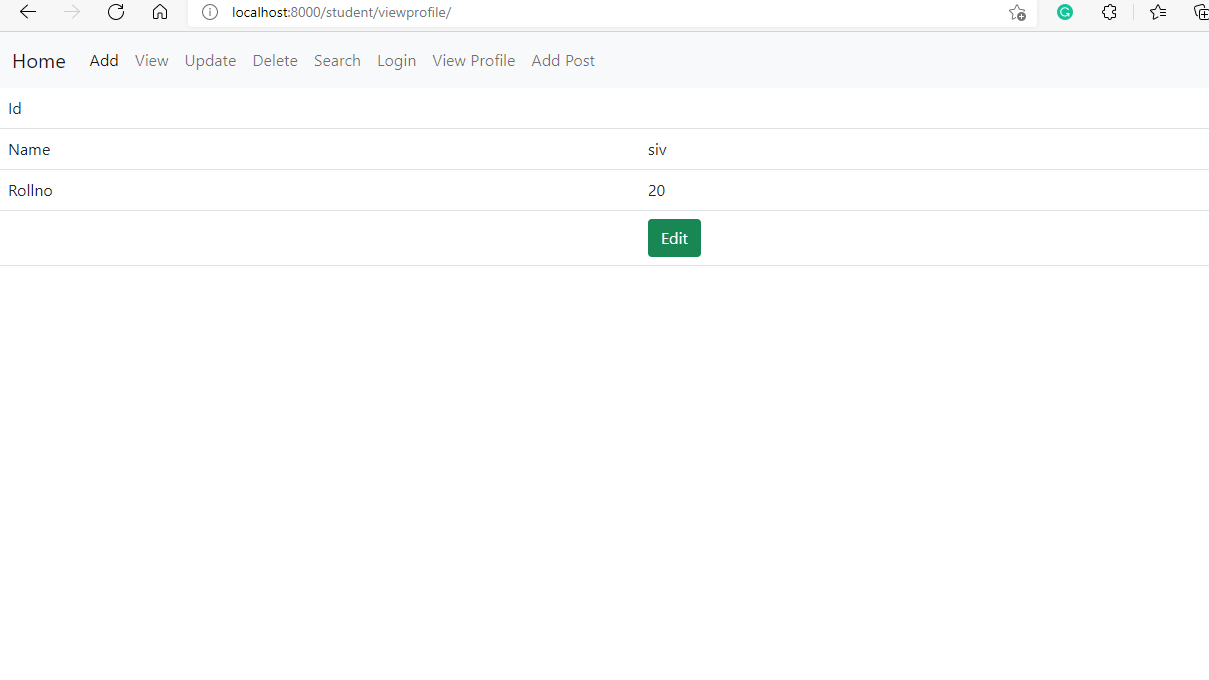 localhost:8000/student/viewprofile/
Home Add View Update Delete Search Login View Profile Add Post
Id
Name siv
Rollno 20
Edit